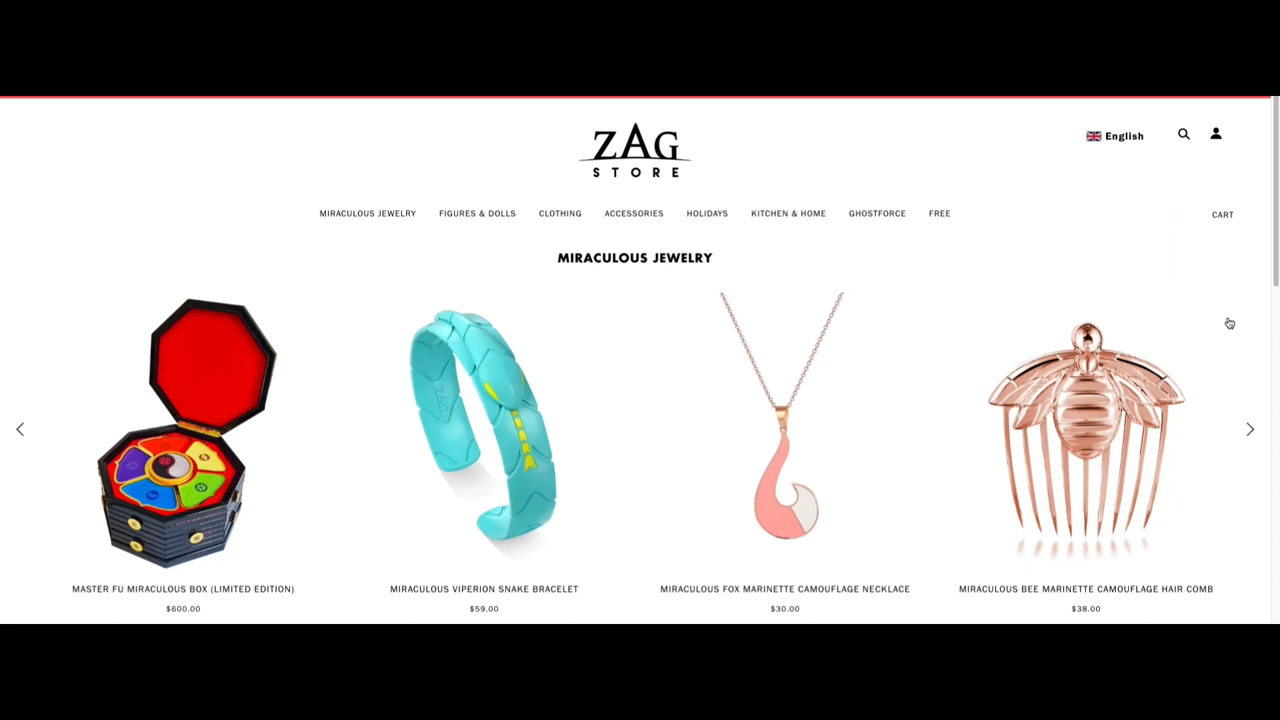 ZAG
STORE
English
MIRACULOUS JEWELRY FIGURES & DOLLS CLOTHING ACCESSORIES HOLIDAYS KITCHEN & HOME GHOSTFORCE FREE CART
MIRACULOUS JEWELRY
ZAG
MASTER FU MIRACULOUS BOX (LIMITED EDITION)
$600.00
MIRACULOUS VIPERION SNAKE BRACELET
$59.00
MIRACULOUS FOX MARINETTE CAMOUFLAGE NECKLACE
$30.00
MIRACULOUS BEE MARINETTE CAMOUFLAGE HAIR COMB
$38.00